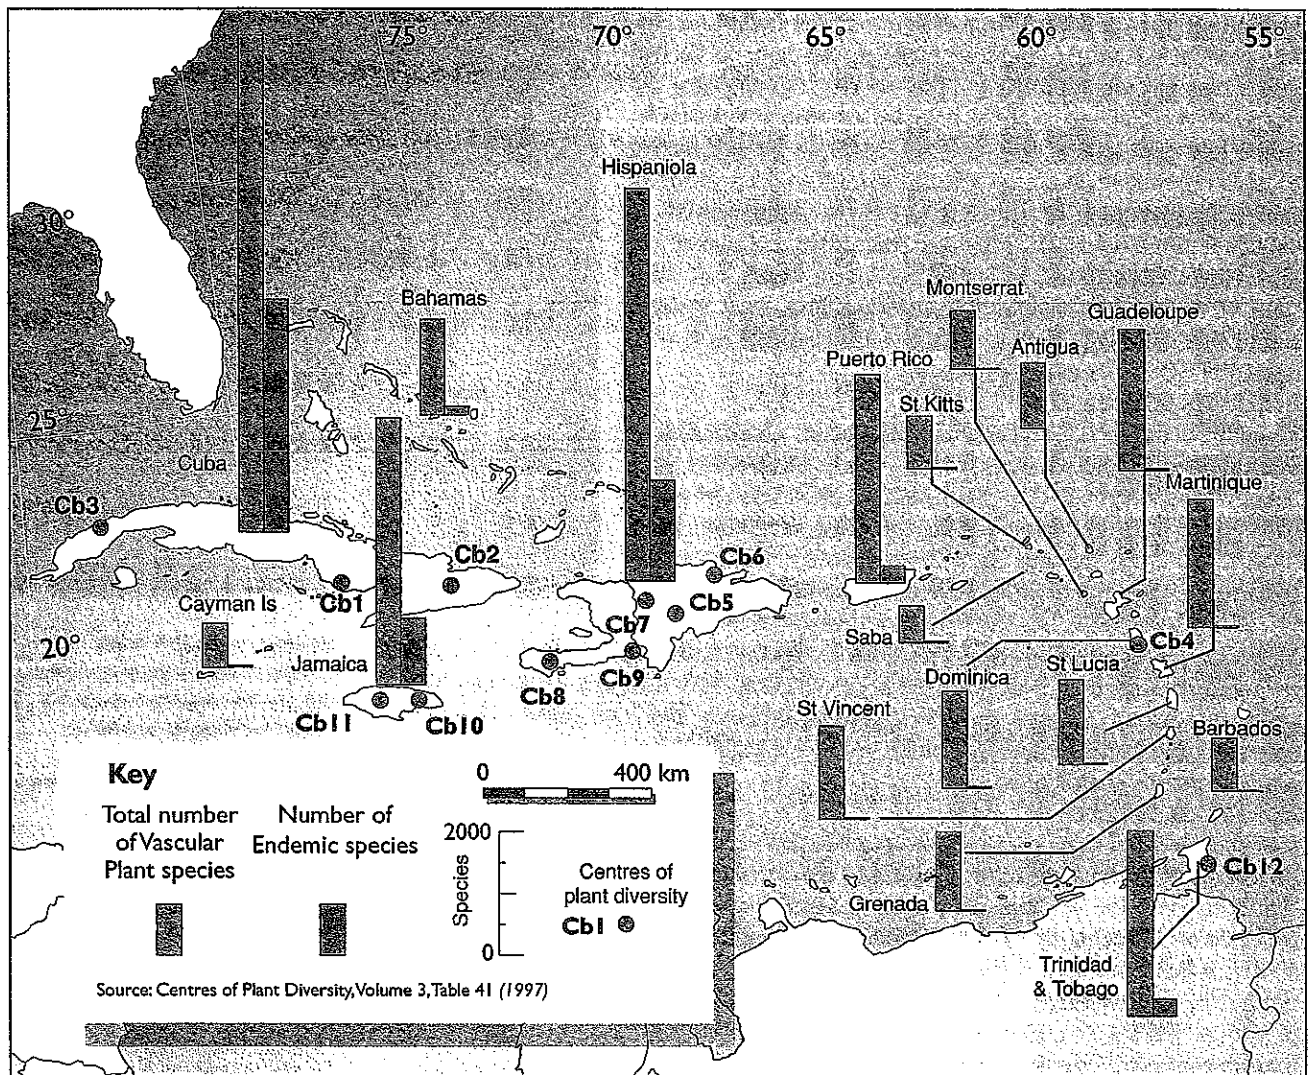 75°
70°
65°
60°
55°
Hispaniola
30°
Bahamas
Montserrat
Guadeloupe
Antigua
Puerto Rico
St Kitts
25°
Cuba
Martinique
Cb3
Cb2
Cb6
Cb1
Cb5
Cayman Is
Cb7
Saba
Cb4
20°
Jamaica
Cb9
St Lucia
Cb8
Dominica
Cb11
Cb10
St Vincent
Barbados
Key
0
400 km
Total number
of Vascular
Plant species
Number of
Endemic species
2000
Species
0
Centres of
plant diversity
Cb1
Cb12
Grenada
Trinidad
& Tobago
Source: Centres of Plant Diversity, Volume 3, Table 41 (1997)